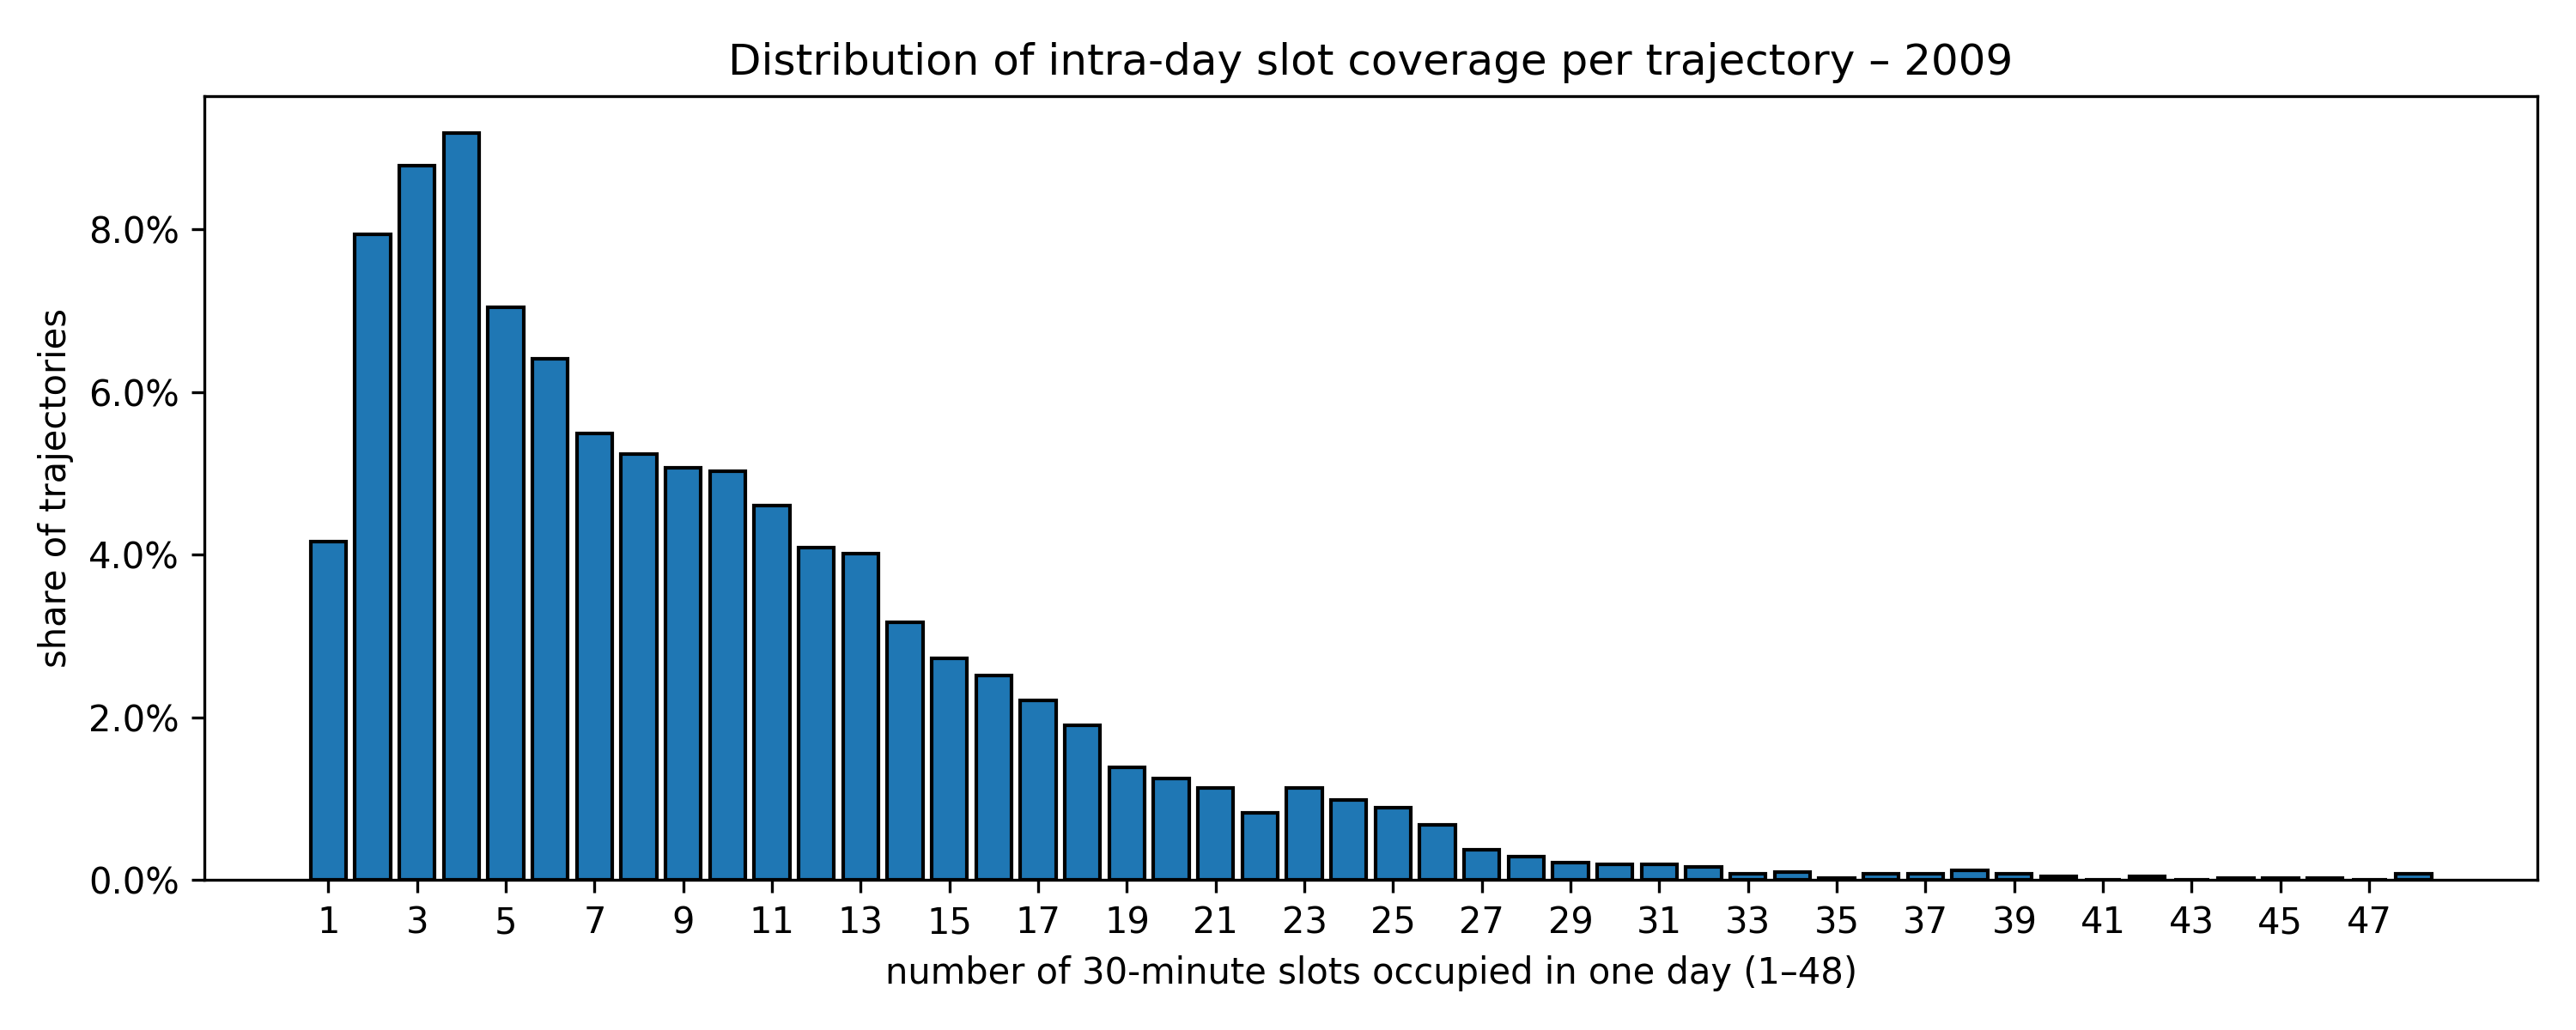 Distribution of intra-day slot coverage per trajectory – 2009
share of trajectories
8.0%
6.0%
4.0%
2.0%
0.0%
1 3 5 7 9 11 13 15 17 19 21 23 25 27 29 31 33 35 37 39 41 43 45 47
number of 30-minute slots occupied in one day (1–48)